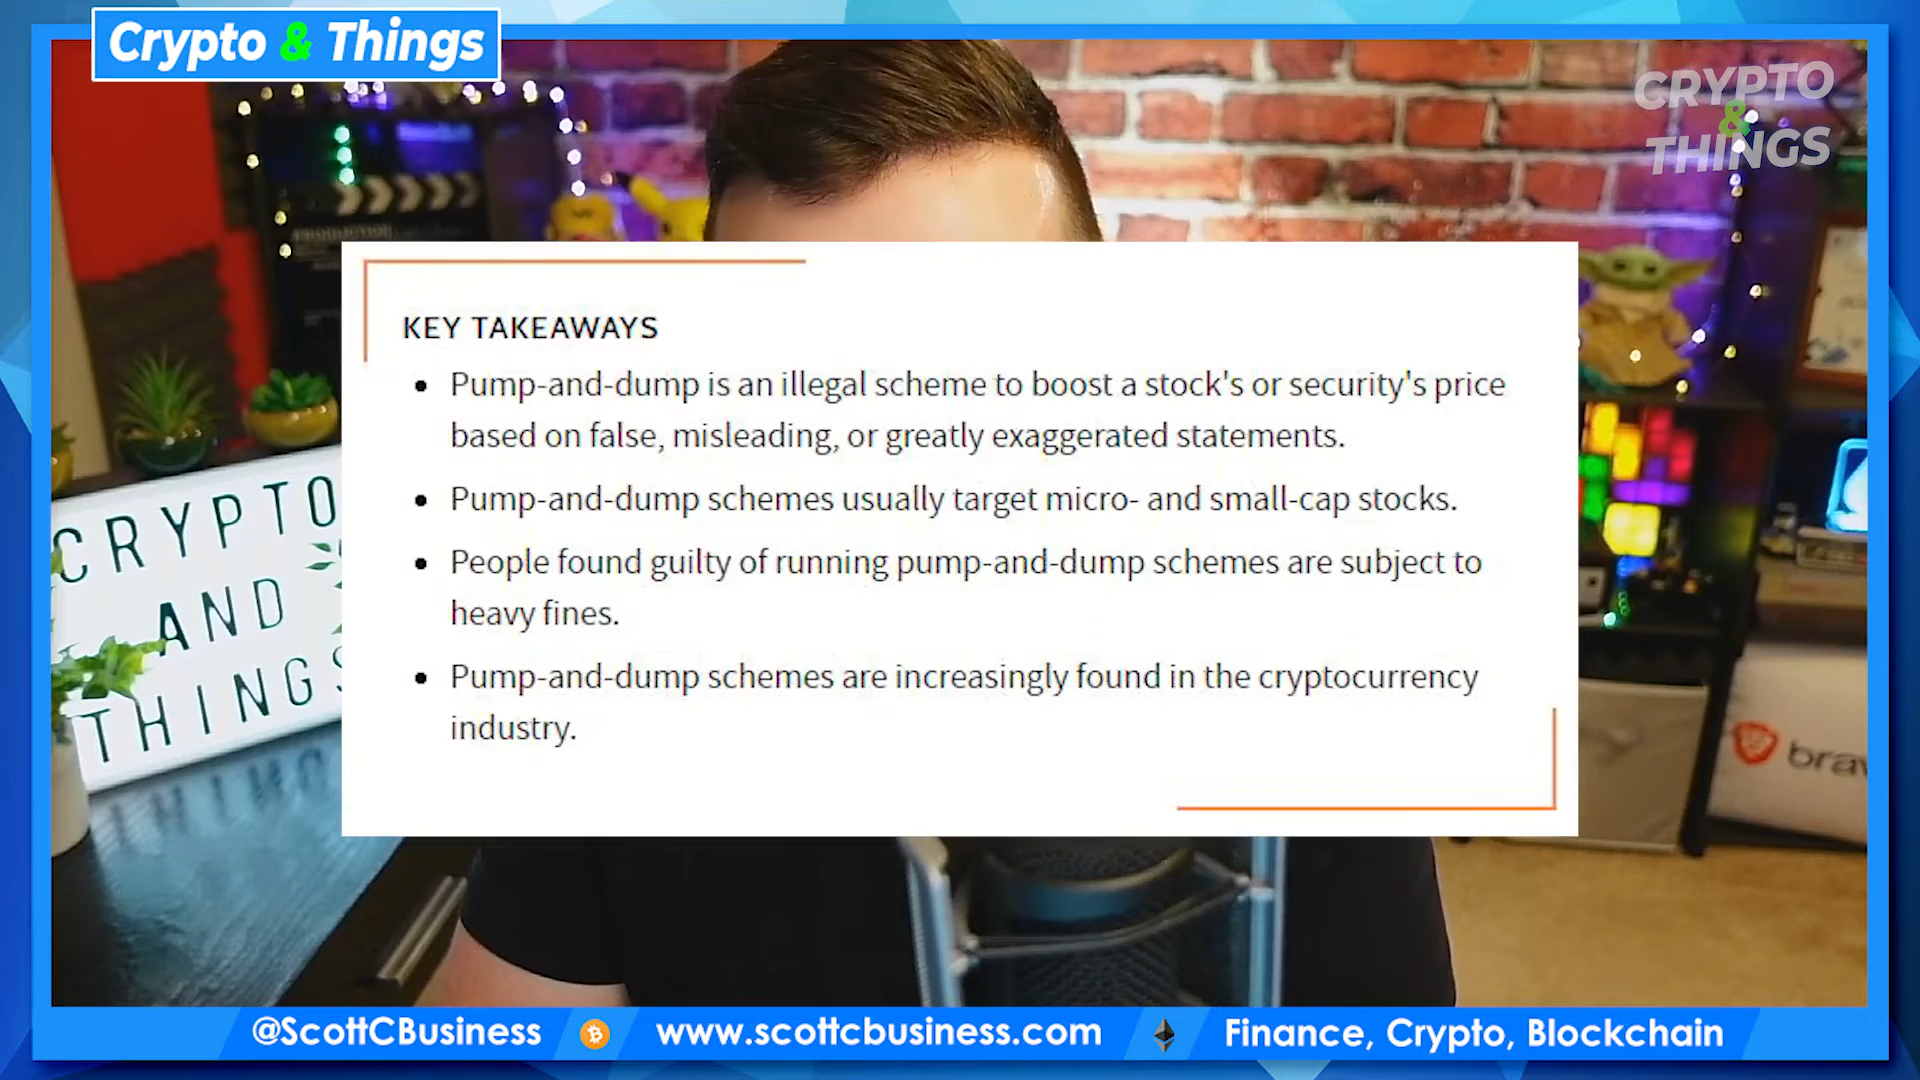 Crypto & Things
CRYPTO
&
THINGS
PRODUCTION
KEY TAKEAWAYS
• Pump-and-dump is an illegal scheme to boost a stock's or security's price
based on false, misleading, or greatly exaggerated statements.
• Pump-and-dump schemes usually target micro- and small-cap stocks.
• People found guilty of running pump-and-dump schemes are subject to
heavy fines.
• Pump-and-dump schemes are increasingly found in the cryptocurrency
industry.
CRYPTO
AND
THINGS
@ScottCBusiness www.scottcbusiness.com Finance, Crypto, Blockchain